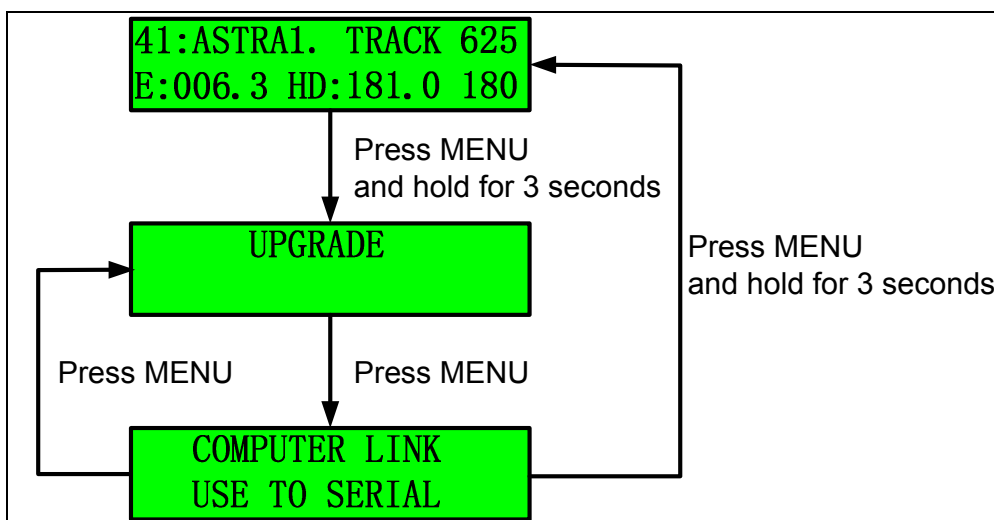 41:ASTRA1. TRACK 625
E:006.3 HD:181.0 180
Press MENU
and hold for 3 seconds
UPGRADE
Press MENU
and hold for 3 seconds
Press MENU
Press MENU
COMPUTER LINK
USE TO SERIAL